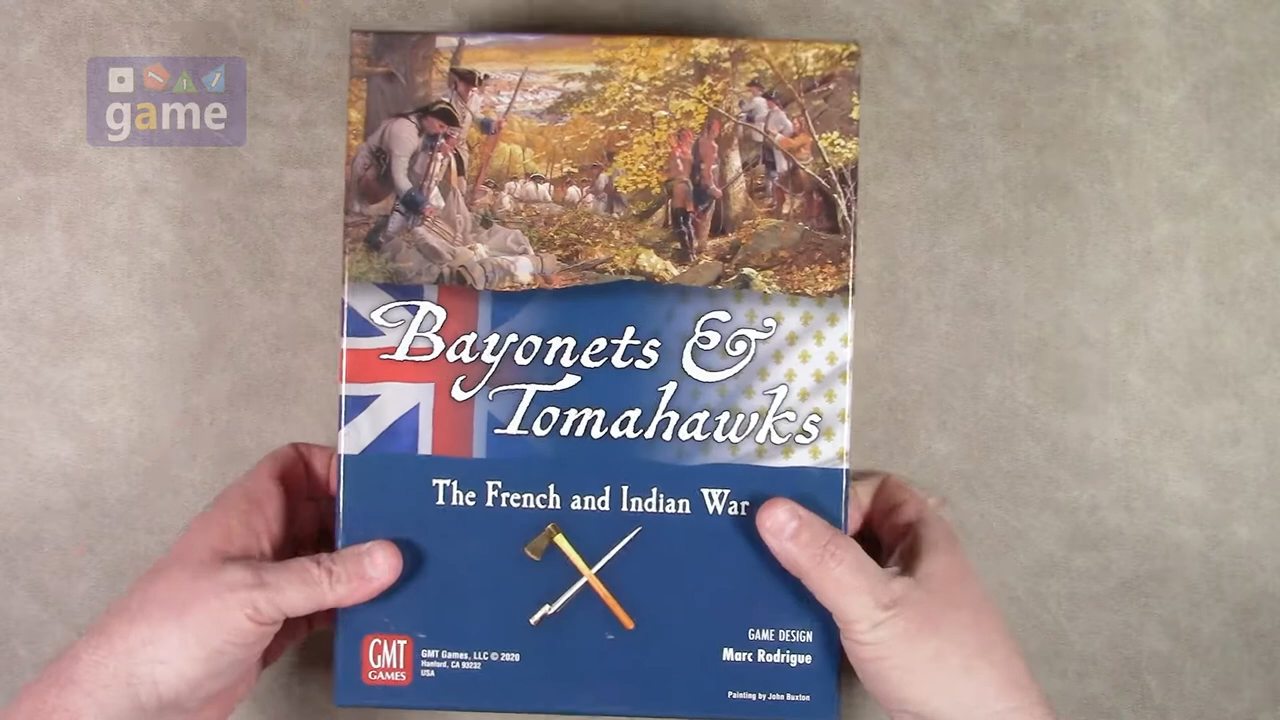 game
Bayonets &
Tomahawks
The French and Indian War
GMT
GAMES
GMT Games, LLC © 2020
Hanford, CA 93232
USA
GAME DESIGN
Marc Rodrigue
Painting by John Buxton